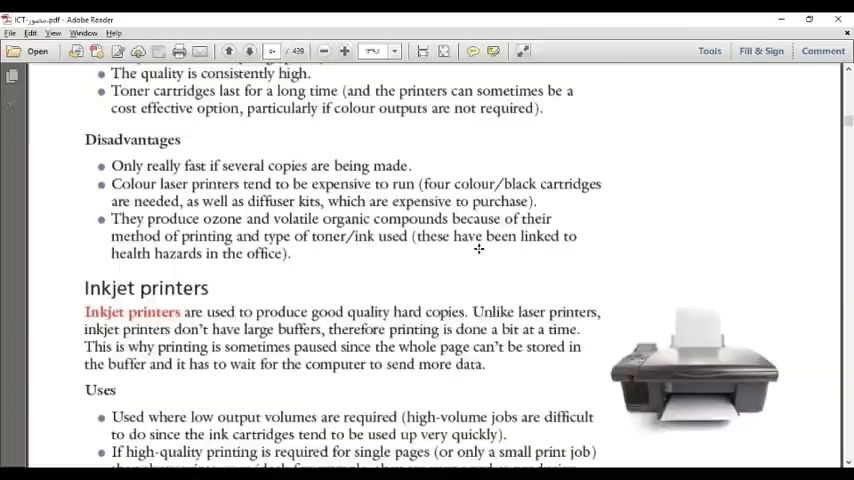 ICT-مصور.pdf - Adobe Reader
File Edit View Window Help
Open / 439 Tools Fill & Sign Comment
The quality is consistently high.
Toner cartridges last for a long time (and the printers can sometimes be a
cost effective option, particularly if colour outputs are not required).
Disadvantages
Only really fast if several copies are being made.
Colour laser printers tend to be expensive to run (four colour/black cartridges
are needed, as well as diffuser kits, which are expensive to purchase).
They produce ozone and volatile organic compounds because of their
method of printing and type of toner/ink used (these have been linked to
health hazards in the office).
Inkjet printers
Inkjet printers are used to produce good quality hard copies. Unlike laser printers,
inkjet printers don't have large buffers, therefore printing is done a bit at a time.
This is why printing is sometimes paused since the whole page can't be stored in
the buffer and it has to wait for the computer to send more data.
Uses
Used where low output volumes are required (high-volume jobs are difficult
to do since the ink cartridges tend to be used up very quickly).
If high-quality printing is required for single pages (or only a small print job)